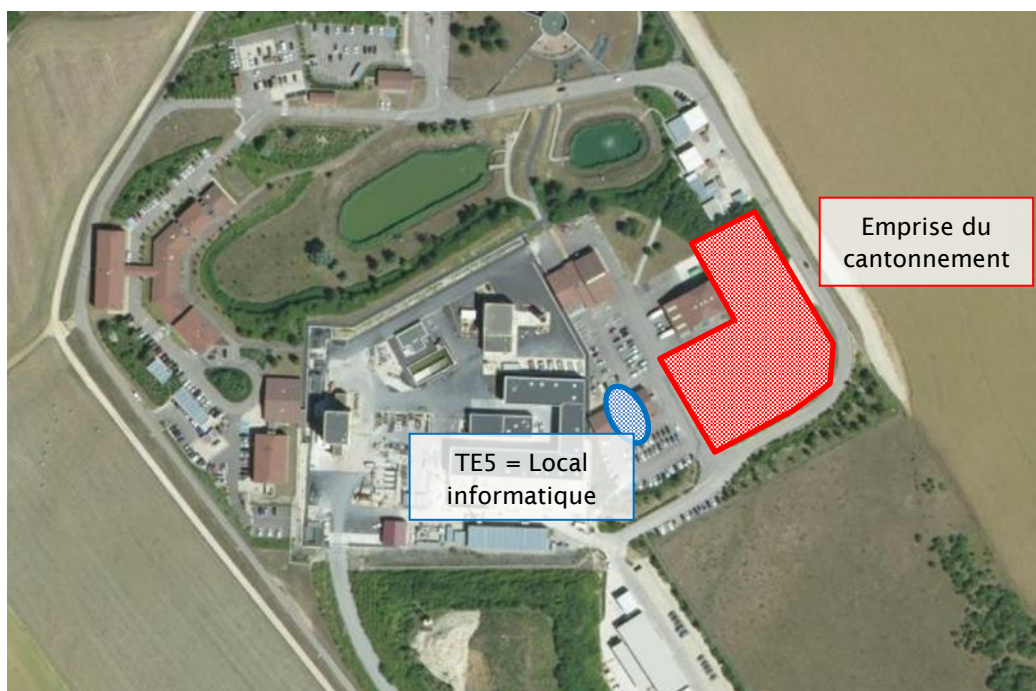 Emprise du
cantonnement
TE5 = Local
informatique